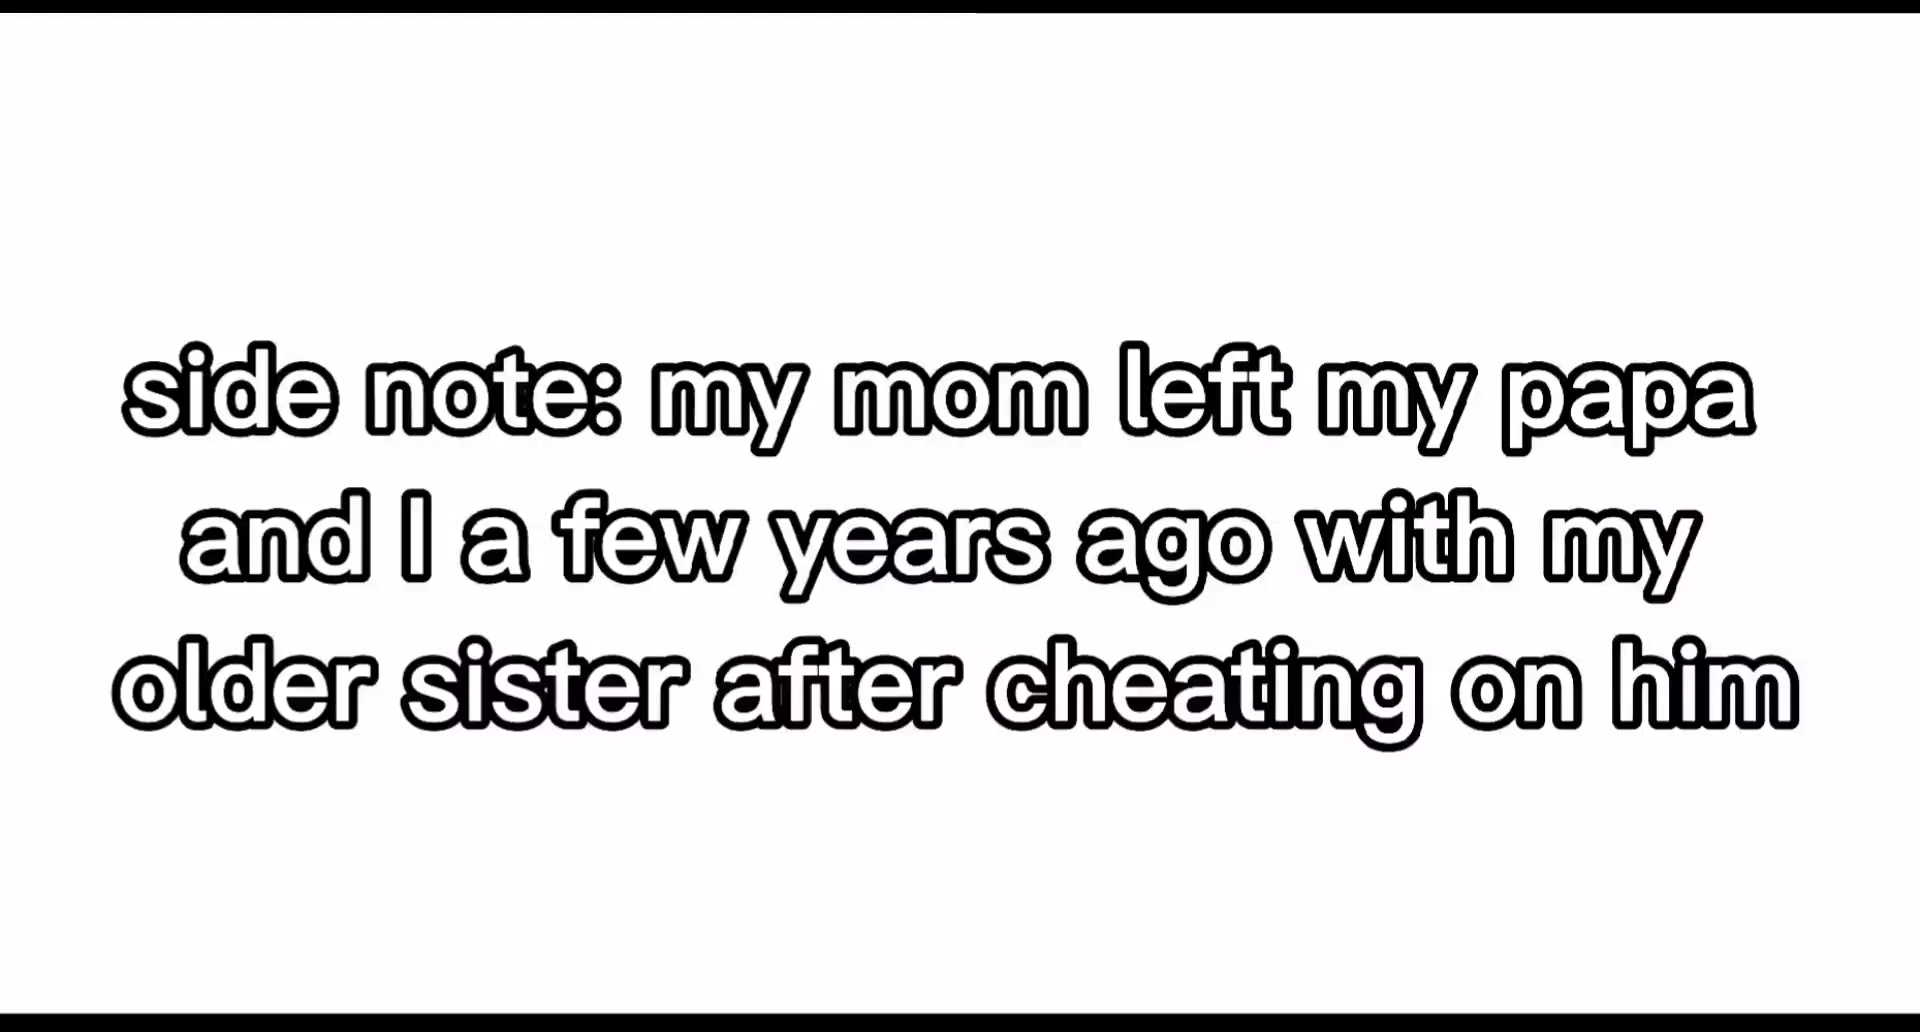 side note: my mom left my papa
and I a few years ago with my
older sister after cheating on him